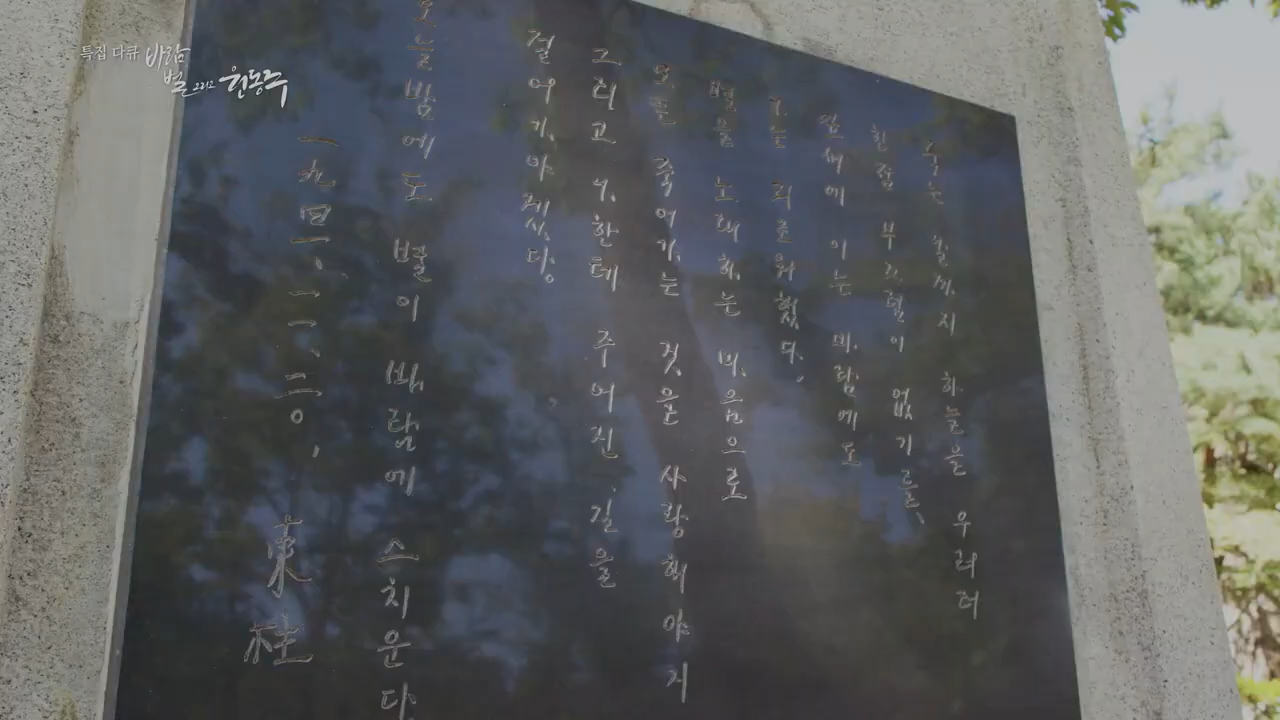 특집 다큐 바람
별 그리고 윤동주
죽는 날까지 하늘을 우러러
한점 부끄럼이 없기를、
잎새에 이는 바람에도
나는 괴로워했다.
별을 노래하는 마음으로
모든 죽어가는 것을 사랑해야지
그리고 나한테 주어진 길을
걸어가야겠다.
오늘밤에도 별이 바람에 스치운다.
一九四一、一一、二〇、
東柱